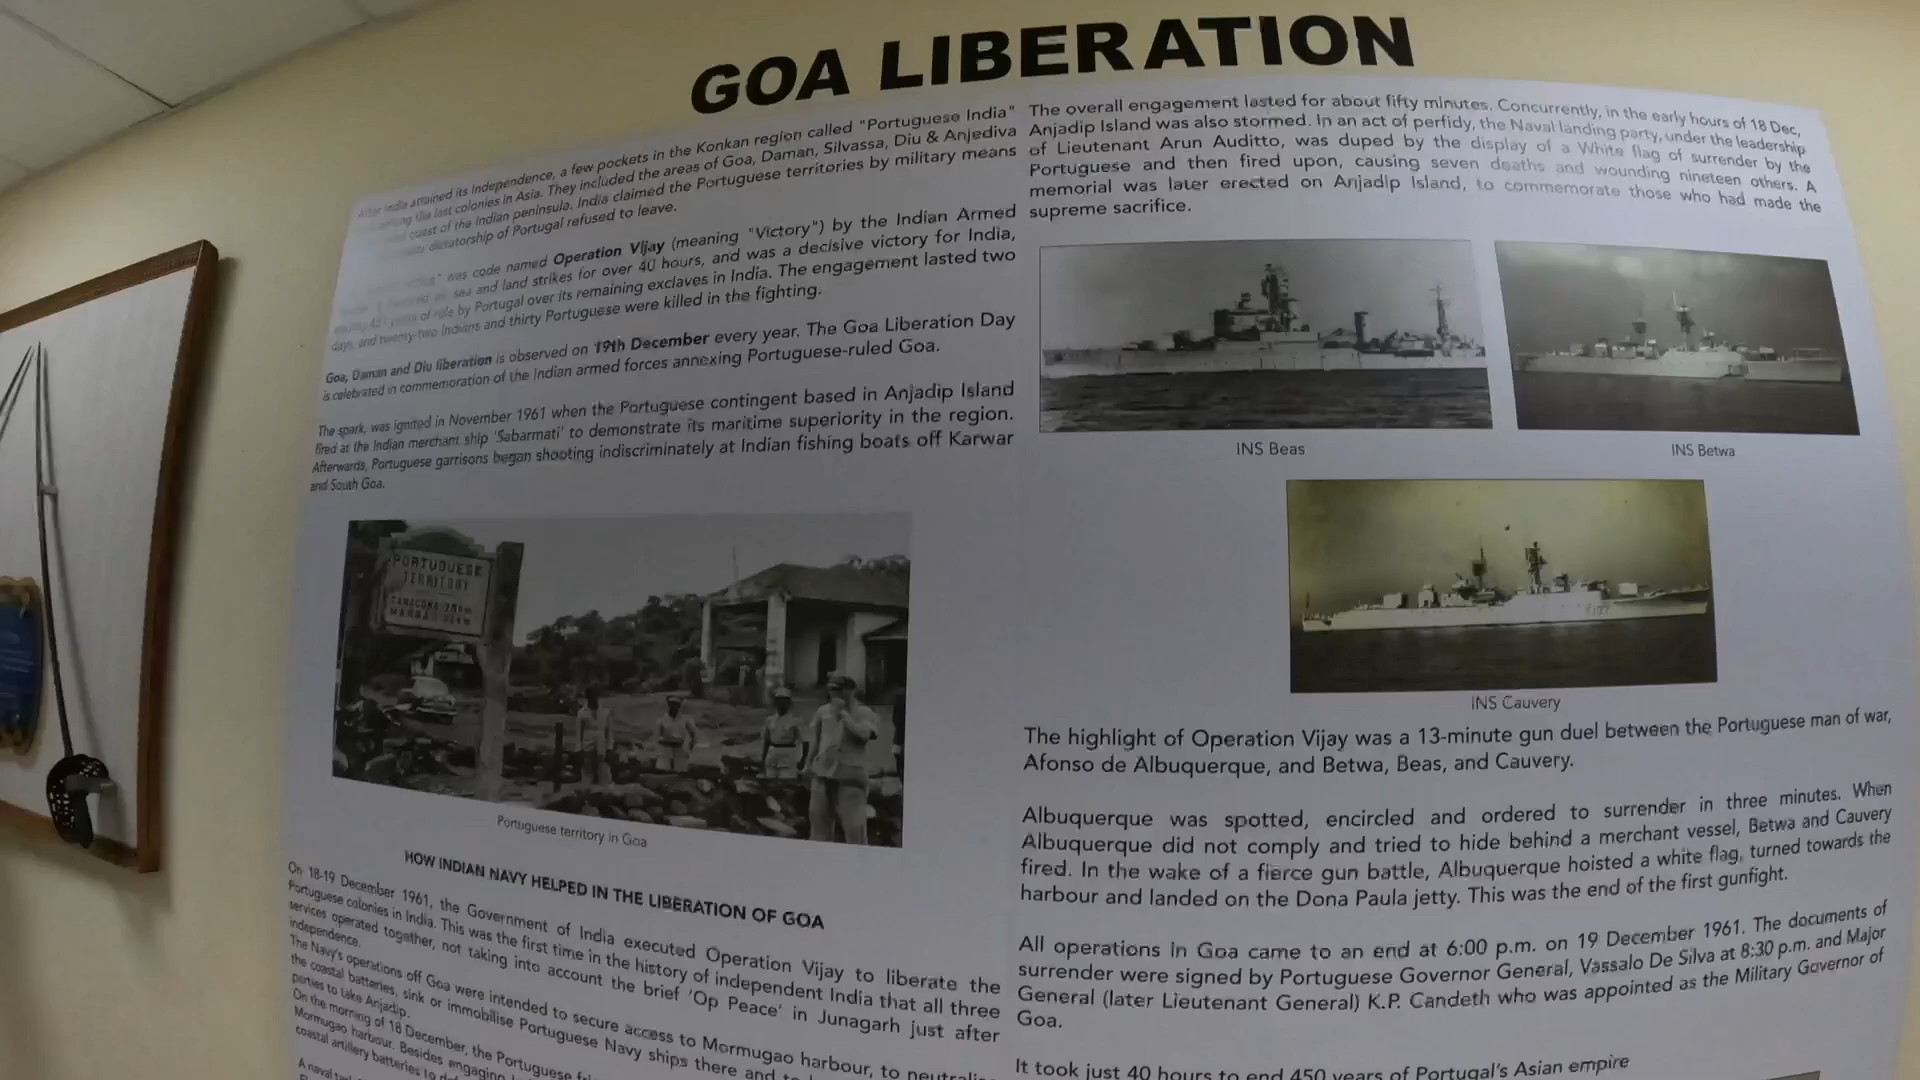 GOA LIBERATION
After India attained its Independence, a few pockets in the Konkan region called "Portuguese India"
the last colonies in Asia. They included the areas of Goa, Daman, Silvassa, Diu & Anjediva
coast of the Indian peninsula. India claimed the Portuguese territories by military means
dictatorship of Portugal refused to leave.
was code named Operation Vijay (meaning "Victory") by the Indian Armed
sea and land strikes for over 40 hours, and was a decisive victory for India,
ending 451 years of rule by Portugal over its remaining exclaves in India. The engagement lasted two
days, and twenty-two Indians and thirty Portuguese were killed in the fighting.
Goa, Daman and Diu liberation is observed on 19th December every year. The Goa Liberation Day
is celebrated in commemoration of the Indian armed forces annexing Portuguese-ruled Goa.
The spark, was ignited in November 1961 when the Portuguese contingent based in Anjadip Island
fired at the Indian merchant ship 'Sabarmati' to demonstrate its maritime superiority in the region.
Afterwards, Portuguese garrisons began shooting indiscriminately at Indian fishing boats off Karwar
and South Goa.
PORTUGUESE
TERRITORY
Portuguese territory in Goa
HOW INDIAN NAVY HELPED IN THE LIBERATION OF GOA
On 18-19 December 1961, the Government of India executed Operation Vijay to liberate the
Portuguese colonies in India. This was the first time in the history of independent India that all three
services operated together, not taking into account the brief 'Op Peace' in Junagarh just after
independence.
The Navy's operations off Goa were intended to secure access to Mormugao harbour, to neutralise
the coastal batteries, sink or immobilise Portuguese Navy ships there and to
parties to take Anjadip.
On the morning of 18 December, the Portuguese
Mormugao harbour. Besides engaging
coastal artillery batteries to
A naval
The overall engagement lasted for about fifty minutes. Concurrently, in the early hours of 18 Dec,
Anjadip Island was also stormed. In an act of perfidy, the Naval landing party, under the leadership
of Lieutenant Arun Auditto, was duped by the display of a White flag of surrender by the
Portuguese and then fired upon, causing seven deaths and wounding nineteen others. A
memorial was later erected on Anjadip Island, to commemorate those who had made the
supreme sacrifice.
INS Beas
INS Betwa
INS Cauvery
The highlight of Operation Vijay was a 13-minute gun duel between the Portuguese man of war,
Afonso de Albuquerque, and Betwa, Beas, and Cauvery.
Albuquerque was spotted, encircled and ordered to surrender in three minutes. When
Albuquerque did not comply and tried to hide behind a merchant vessel, Betwa and Cauvery
fired. In the wake of a fierce gun battle, Albuquerque hoisted a white flag, turned towards the
harbour and landed on the Dona Paula jetty. This was the end of the first gunfight.
All operations in Goa came to an end at 6:00 p.m. on 19 December 1961. The documents of
surrender were signed by Portuguese Governor General, Vassalo De Silva at 8:30 p.m. and Major
General (later Lieutenant General) K.P. Candeth who was appointed as the Military Governor of
Goa.
It took just 40 hours to end 450 years of Portugal's Asian empire